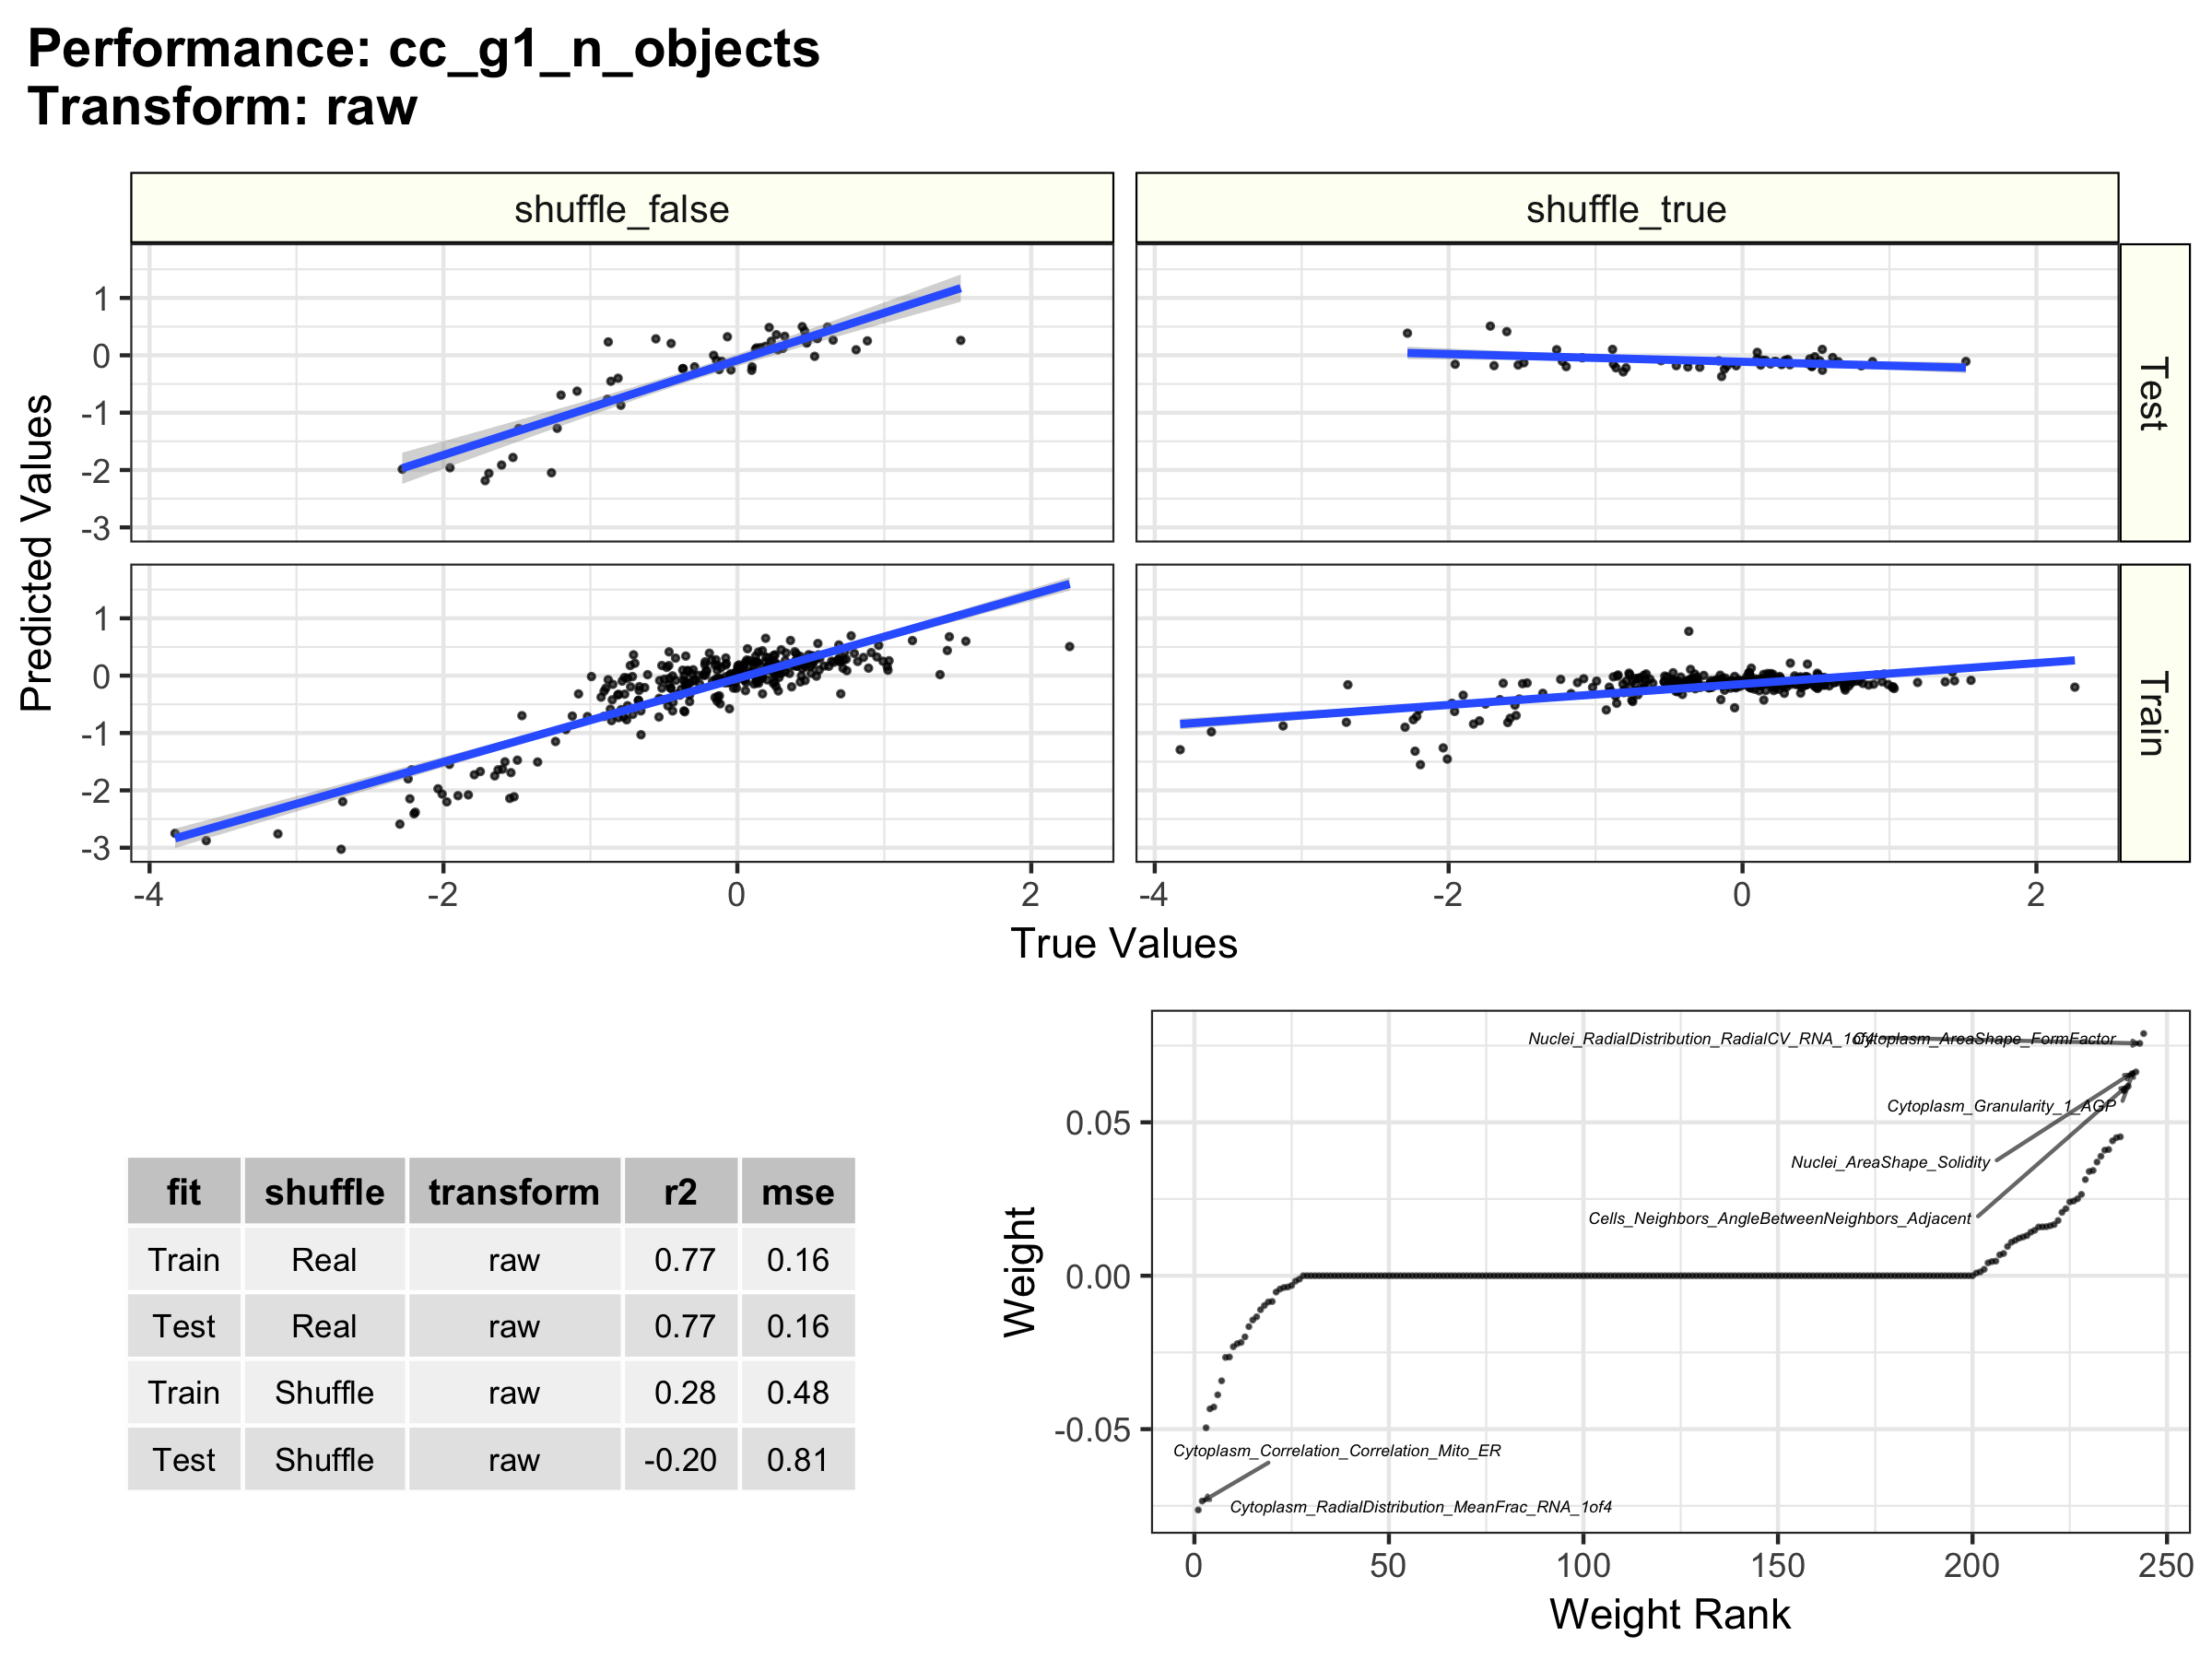 Performance: cc_g1_n_objects
Transform: raw
shuffle_false
shuffle_true
1
0
-1
-2
-3
Test
Predicted Values
1
0
-1
-2
-3
Train
-4 -2 0 2
-4 -2 0 2
True Values
fit shuffle transform r2 mse
Train Real raw 0.77 0.16
Test Real raw 0.77 0.16
Train Shuffle raw 0.28 0.48
Test Shuffle raw -0.20 0.81
Nuclei_RadialDistribution_RadialCV_RNA_1of4
Cytoplasm_AreaShape_FormFactor
Cytoplasm_Granularity_1_AGP
Nuclei_AreaShape_Solidity
Cells_Neighbors_AngleBetweenNeighbors_Adjacent
Cytoplasm_Correlation_Correlation_Mito_ER
Cytoplasm_RadialDistribution_MeanFrac_RNA_1of4
0.05
0.00
-0.05
Weight
0 50 100 150 200 250
Weight Rank